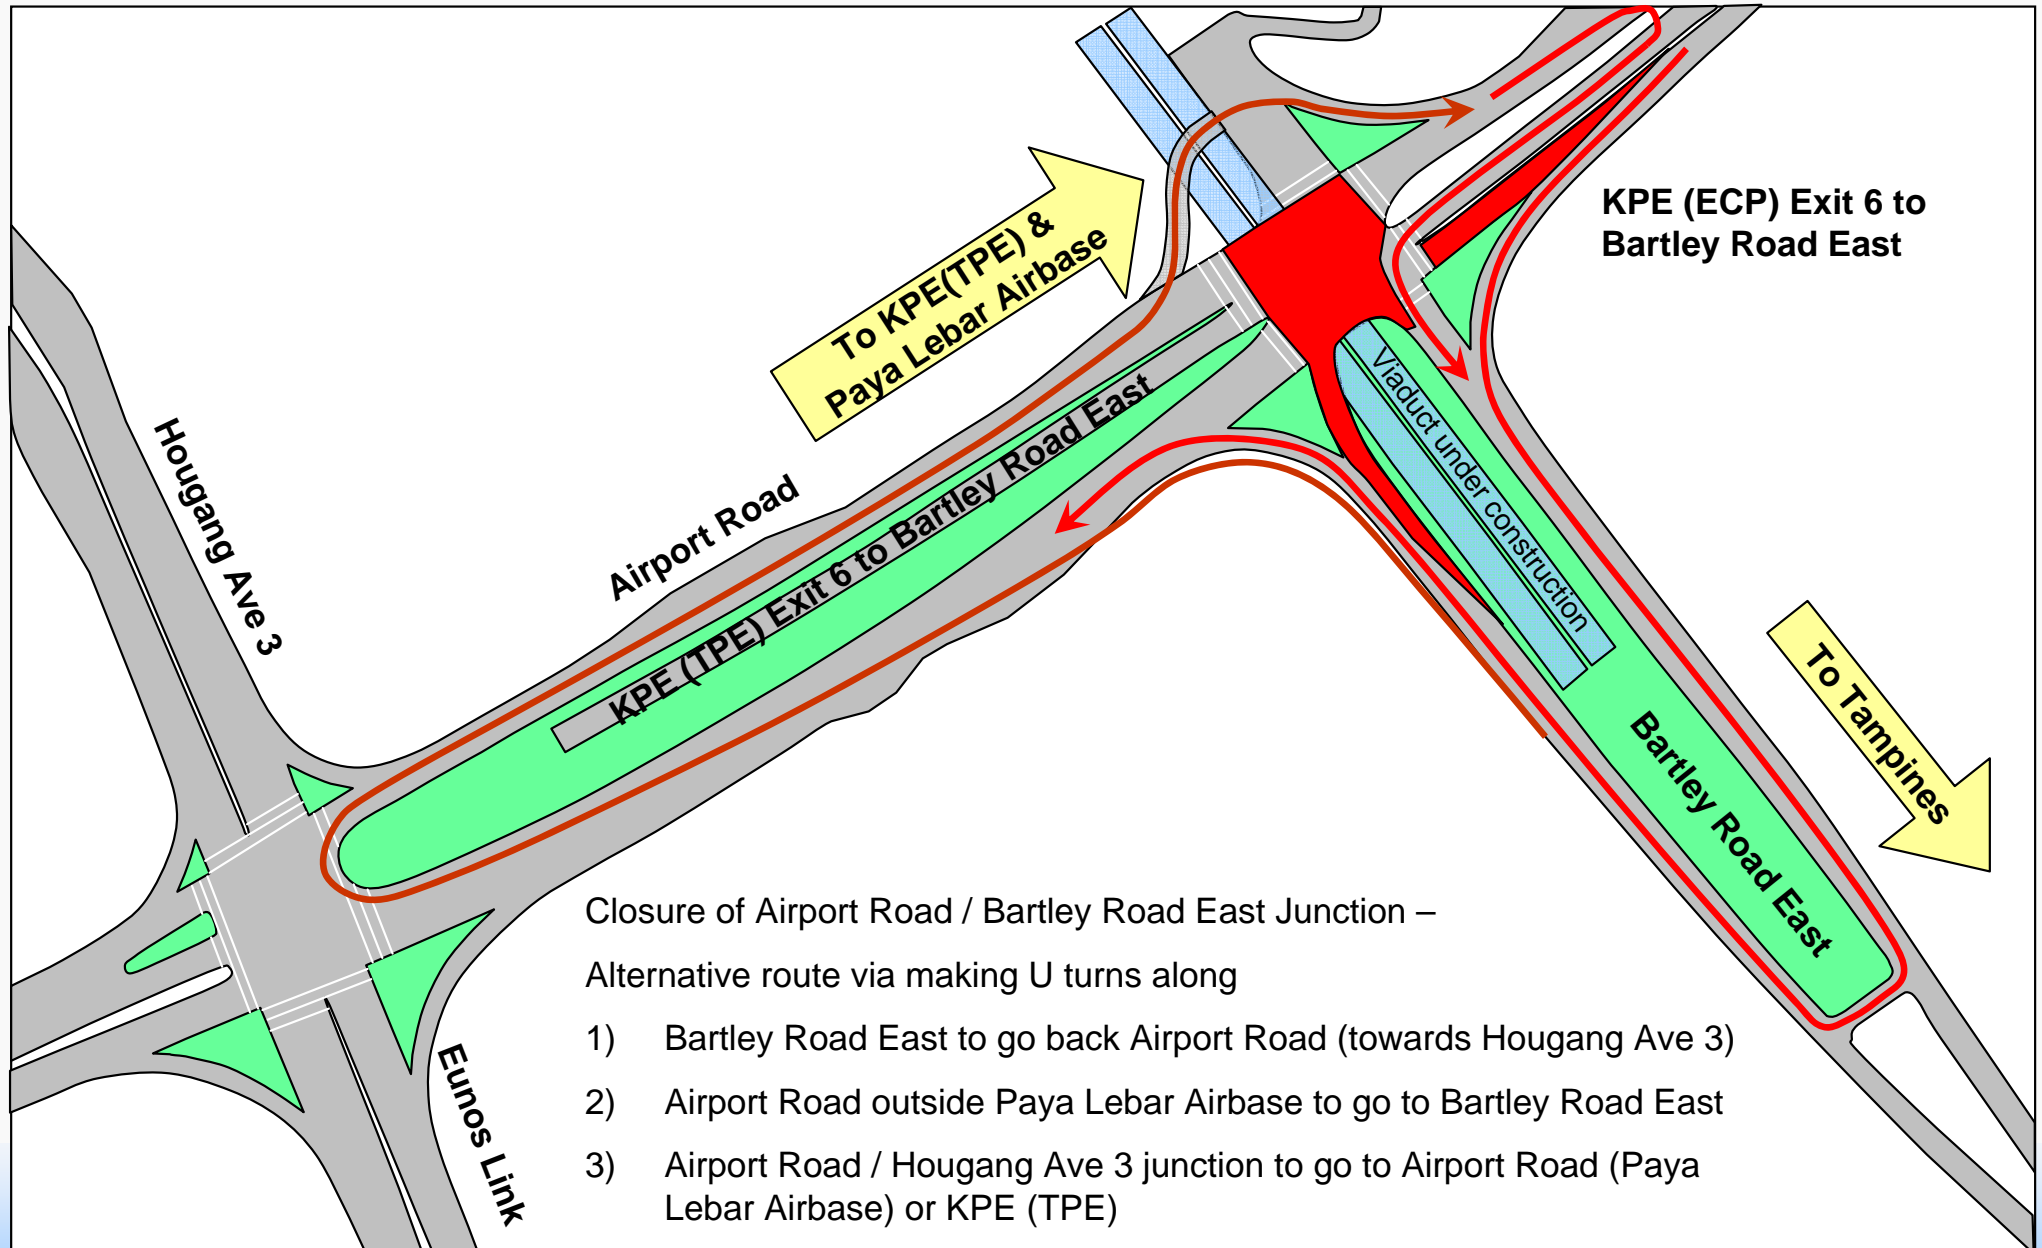 To KPE(TPE) &
Paya Lebar Airbase
KPE (ECP) Exit 6 to
Bartley Road East
Hougang Ave 3
Airport Road
KPE (TPE) Exit 6 to Bartley Road East
Viaduct under construction
To Tampines
Bartley Road East
Eunos Link
Closure of Airport Road / Bartley Road East Junction –
Alternative route via making U turns along
1) Bartley Road East to go back Airport Road (towards Hougang Ave 3)
2) Airport Road outside Paya Lebar Airbase to go to Bartley Road East
3) Airport Road / Hougang Ave 3 junction to go to Airport Road (Paya
Lebar Airbase) or KPE (TPE)